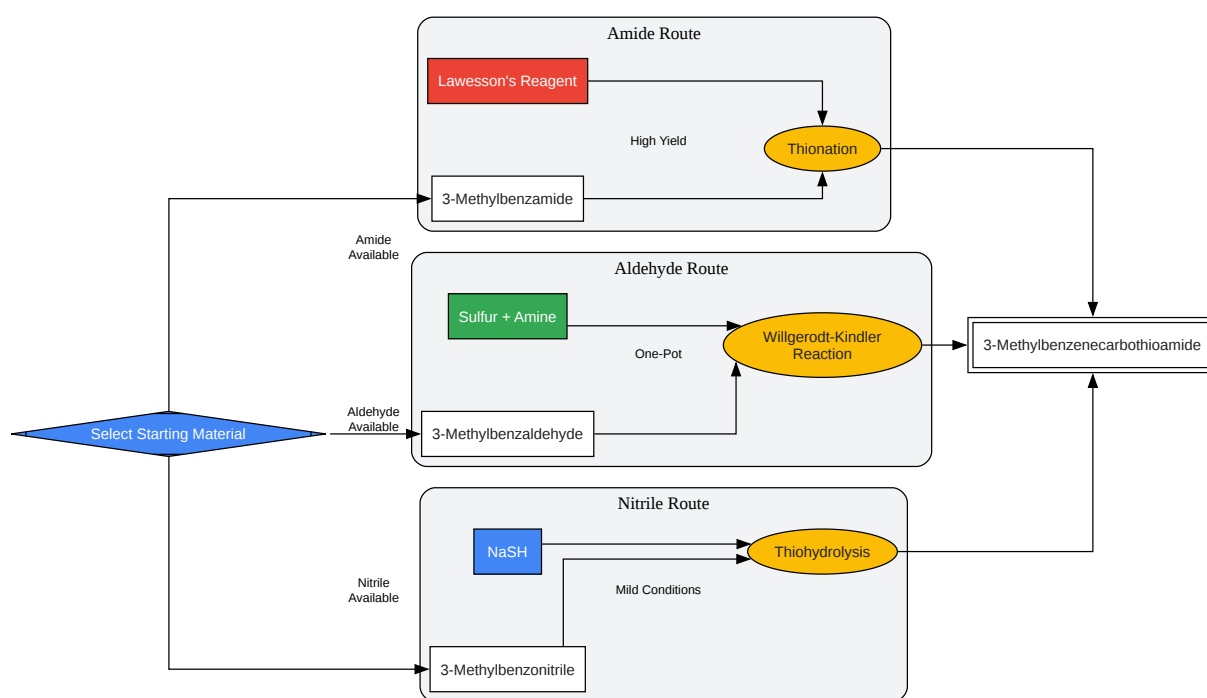 Amide Route
Lawesson's Reagent
High Yield
Thionation
3-Methylbenzamide
Amide
Available
Aldehyde Route
Sulfur + Amine
One-Pot
Willgerodt-Kindler
Reaction
3-Methylbenzenecarbothioamide
Select Starting Material
Aldehyde
Available
3-Methylbenzaldehyde
Nitrile Route
NaSH
Thiohydrolysis
Mild Conditions
Nitrile
Available
3-Methylbenzonitrile